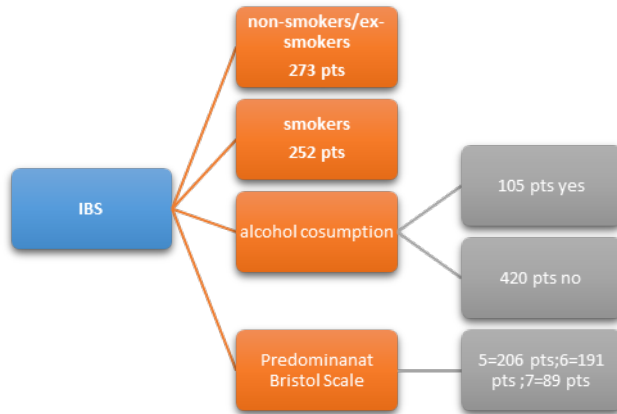 non-smokers/ex-
smokers
273 pts
smokers
252 pts
IBS
alcohol cosumption
105 pts yes
420 pts no
Predominanat
Bristol Scale
5=206 pts;6=191
pts ;7=89 pts